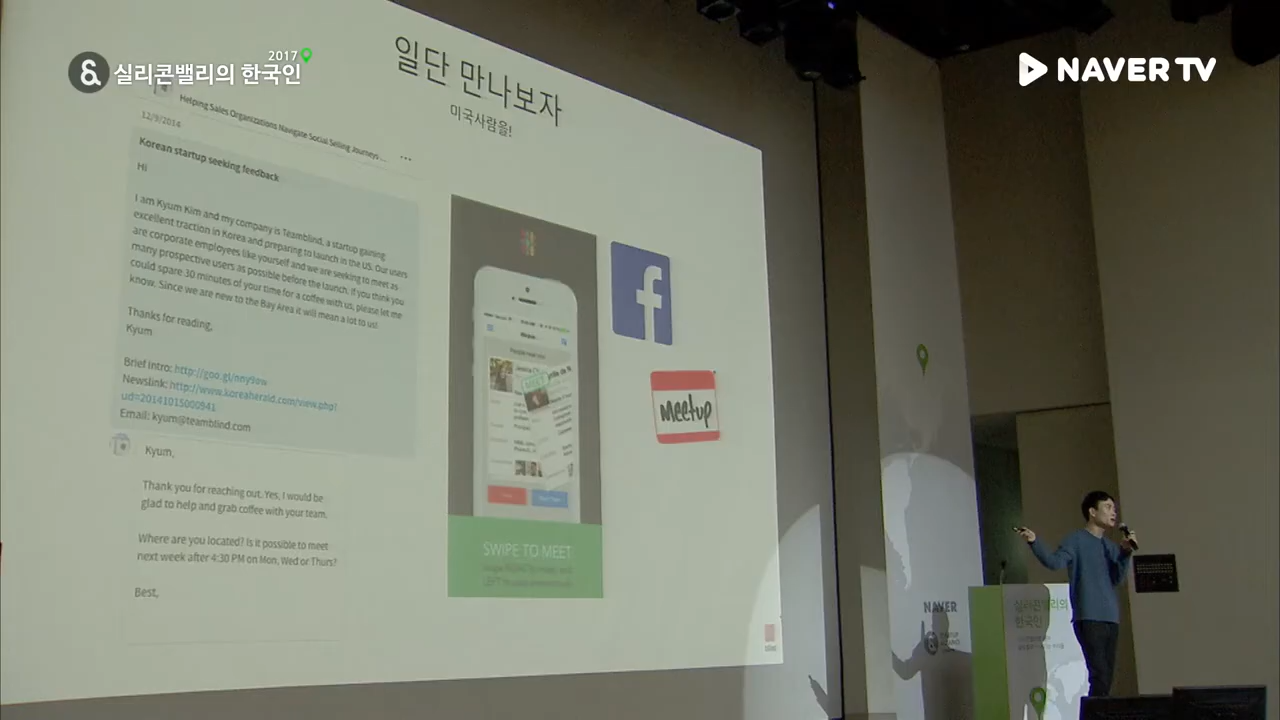 2017
& 실리콘밸리의 한국인
NAVER TV
일단 만나보자
미국사람을!
Helping Sales Organizations Navigate Social Selling Journeys...
12/9/2014
Korean startup seeking feedback
Hi
I am Kyum Kim and my company is Teamblind, a startup gaining
excellent traction in Korea and preparing to launch in the US. Our users
are corporate employees like yourself and we are seeking to meet as
many prospective users as possible before the launch. If you think you
could spare 30 minutes of your time for a coffee with us, please let me
know. Since we are new to the Bay Area it will mean a lot to us!
Thanks for reading,
Kyum
Brief intro: http://goo.gl/nny9ow
Newslink: http://www.koreaherald.com/view.php?
ud=20141015000941
Email: kyum@teamblind.com
Kyum,
Thank you for reaching out. Yes, I would be
glad to help and grab coffee with your team.
Where are you located? Is it possible to meet
next week after 4:30 PM on Mon, Wed or Thurs?
Best,
MEET
SWIPE TO MEET
f
Meetup
blind
NAVER
실리콘밸리의
한국인